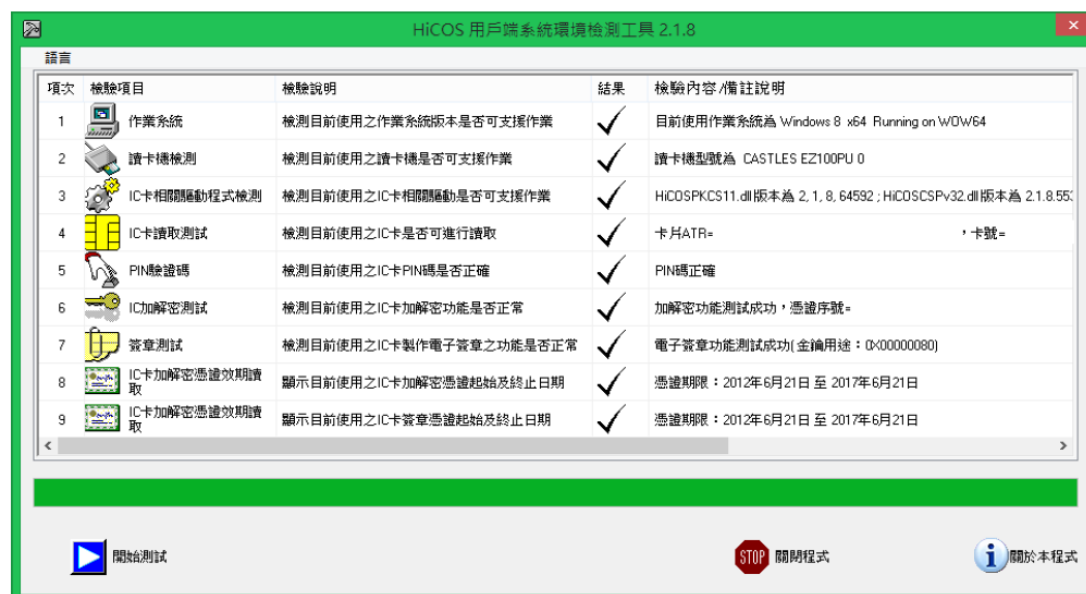 HiCOS 用戶端系統環境檢測工具 2.1.8
語言
項次 檢驗項目 檢驗說明 結果 檢驗內容/備註說明
1 作業系統 檢測目前使用之作業系統版本是否可支援作業 目前使用作業系統為 Windows 8 x64 Running on WOW64
2 讀卡機檢測 檢測目前使用之讀卡機是否可支援作業 讀卡機型號為 CASTLES EZ100PU 0
3 IC卡相關驅動程式檢測 檢測目前使用之IC卡相關驅動是否可支援作業 HiCOSPKCS11.dll版本為 2, 1, 8, 64592 ; HiCOSCSPv32.dll版本為 2.1.8.55
4 IC卡讀取測試 檢測目前使用之IC卡是否可進行讀取 卡片ATR= ,卡號=
5 PIN驗證碼 檢測目前使用之IC卡PIN碼是否正確 PIN碼正確
6 IC加解密測試 檢測目前使用之IC卡加解密功能是否正常 加解密功能測試成功,憑證序號=
7 簽章測試 檢測目前使用之IC卡製作電子簽章之功能是否正常 電子簽章功能測試成功(金鑰用途:0X00000080)
8 IC卡加解密憑證效期讀取 顯示目前使用之IC卡加解密憑證起始及終止日期 憑證期限:2012年6月21日 至 2017年6月21日
9 IC卡加解密憑證效期讀取 顯示目前使用之IC卡簽章憑證起始及終止日期 憑證期限:2012年6月21日 至 2017年6月21日
開始測試 STOP 關閉程式 關於本程式